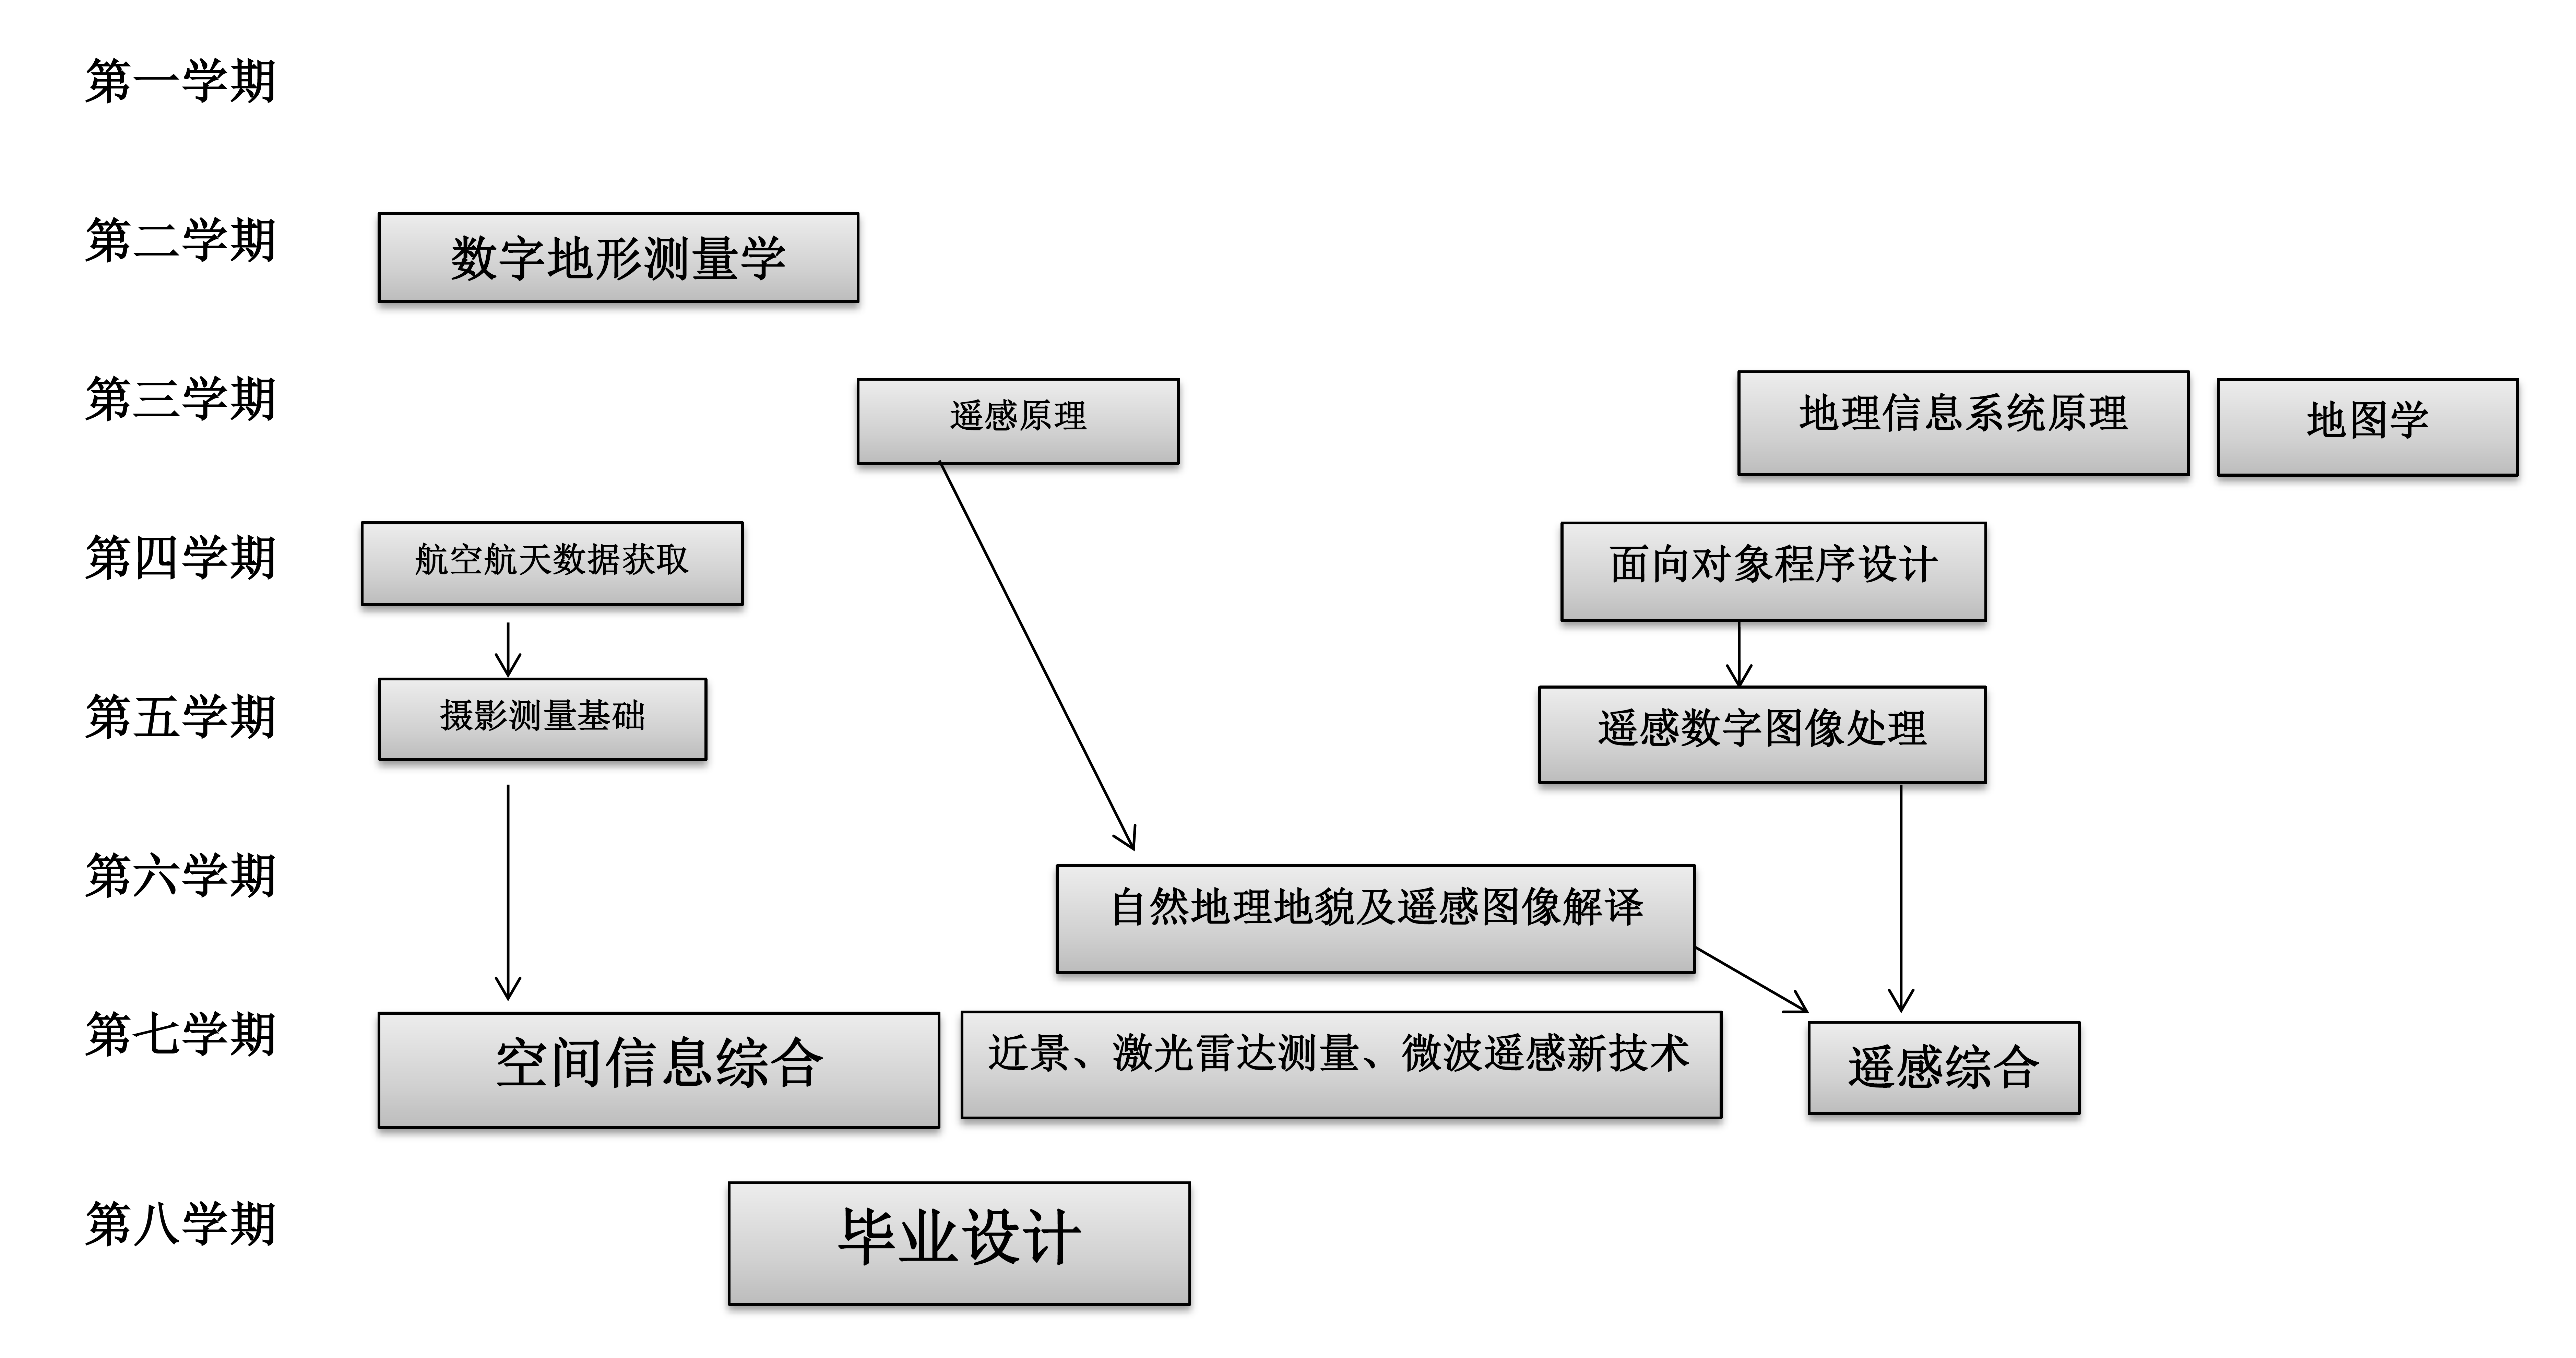 第一学期
第二学期
数字地形测量学
第三学期
遥感原理
地理信息系统原理
地图学
第四学期
航空航天数据获取
面向对象程序设计
第五学期
摄影测量基础
遥感数字图像处理
第六学期
自然地理地貌及遥感图像解译
第七学期
空间信息综合
近景、激光雷达测量、微波遥感新技术
遥感综合
第八学期
毕业设计